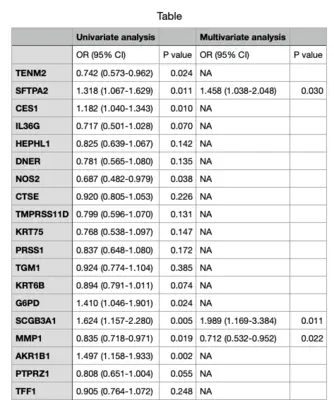 Table
Univariate analysis Multivariate analysis
OR (95% CI) P value OR (95% CI) P value
TENM2 0.742 (0.573-0.962) 0.024 NA
SFTPA2 1.318 (1.067-1.629) 0.011 1.458 (1.038-2.048) 0.030
CES1 1.182 (1.040-1.343) 0.010 NA
IL36G 0.717 (0.501-1.028) 0.070 NA
HEPHL1 0.825 (0.639-1.067) 0.142 NA
DNER 0.781 (0.565-1.080) 0.135 NA
NOS2 0.687 (0.482-0.979) 0.038 NA
CTSE 0.920 (0.805-1.053) 0.226 NA
TMPRSS11D 0.799 (0.596-1.070) 0.131 NA
KRT75 0.768 (0.538-1.097) 0.147 NA
PRSS1 0.837 (0.648-1.080) 0.172 NA
TGM1 0.924 (0.774-1.104) 0.385 NA
KRT6B 0.894 (0.791-1.011) 0.074 NA
G6PD 1.410 (1.046-1.901) 0.024 NA
SCGB3A1 1.624 (1.157-2.280) 0.005 1.989 (1.169-3.384) 0.011
MMP1 0.835 (0.718-0.971) 0.019 0.712 (0.532-0.952) 0.022
AKR1B1 1.497 (1.158-1.933) 0.002 NA
PTPRZ1 0.808 (0.651-1.004) 0.055 NA
TFF1 0.905 (0.764-1.072) 0.248 NA